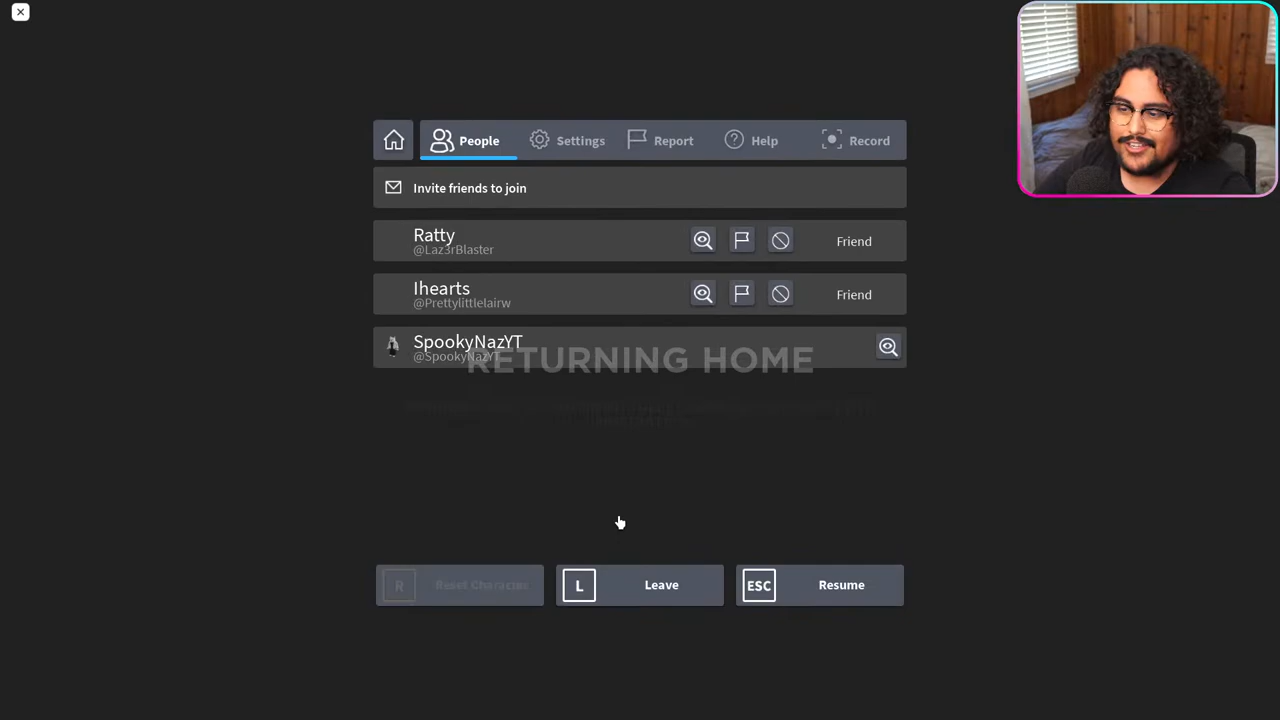 People
Settings
Report
Help
Record
Invite friends to join
Ratty
@Laz3rBlaster
Friend
Ihearts
@Prettylittlelairw
Friend
SpookyNazYT
@SpookyNazYT
RETURNING HOME
R
Reset Character
L
Leave
ESC
Resume